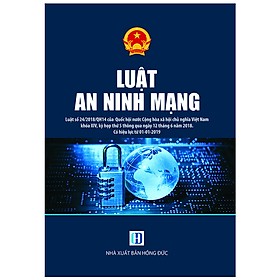 LUẬT
AN NINH MẠNG
Luật số 24/2018/QH14 của Quốc hội nước Cộng hòa xã hội chủ nghĩa Việt Nam
khóa XIV, kỳ họp thứ 5 thông qua ngày 12 tháng 6 năm 2018.
Có hiệu lực từ 01-01-2019
NHÀ XUẤT BẢN HỒNG ĐỨC